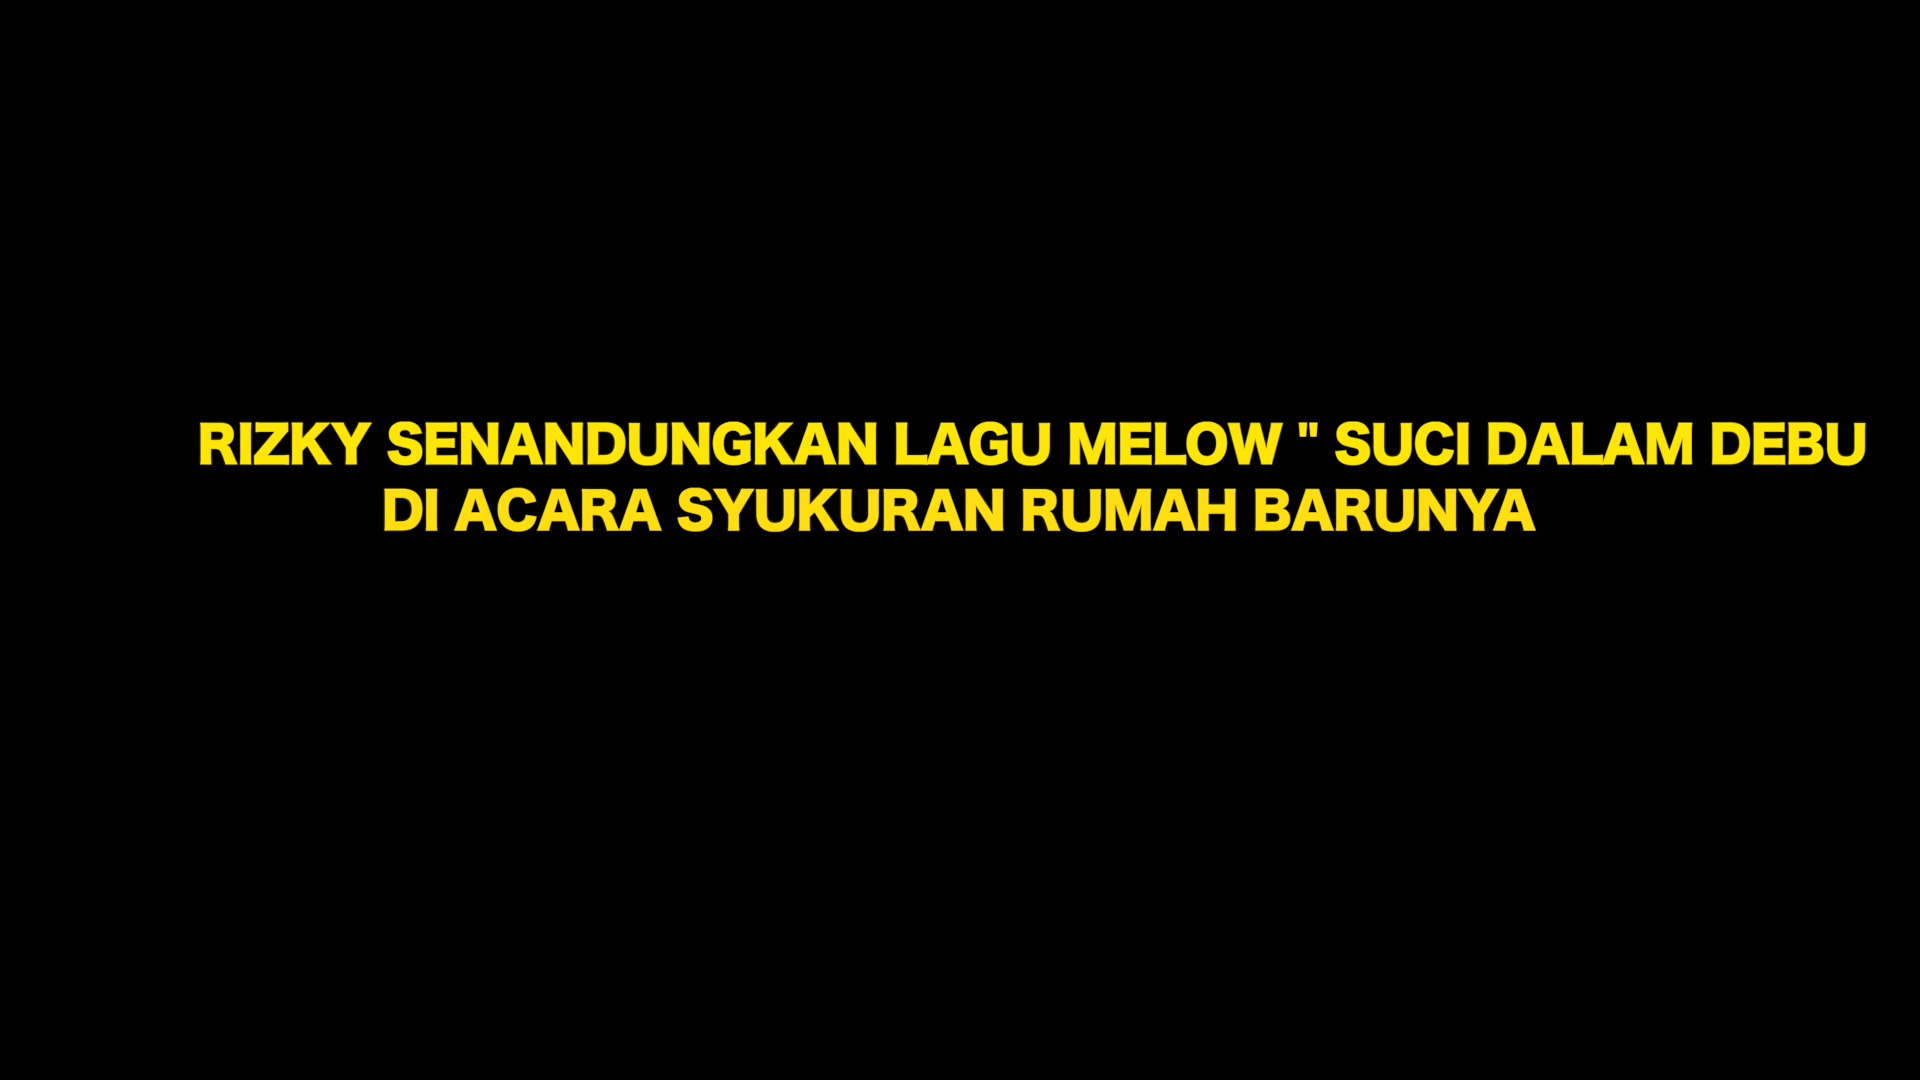 RIZKY SENANDUNGKAN LAGU MELOW " SUCI DALAM DEBU
DI ACARA SYUKURAN RUMAH BARUNYA